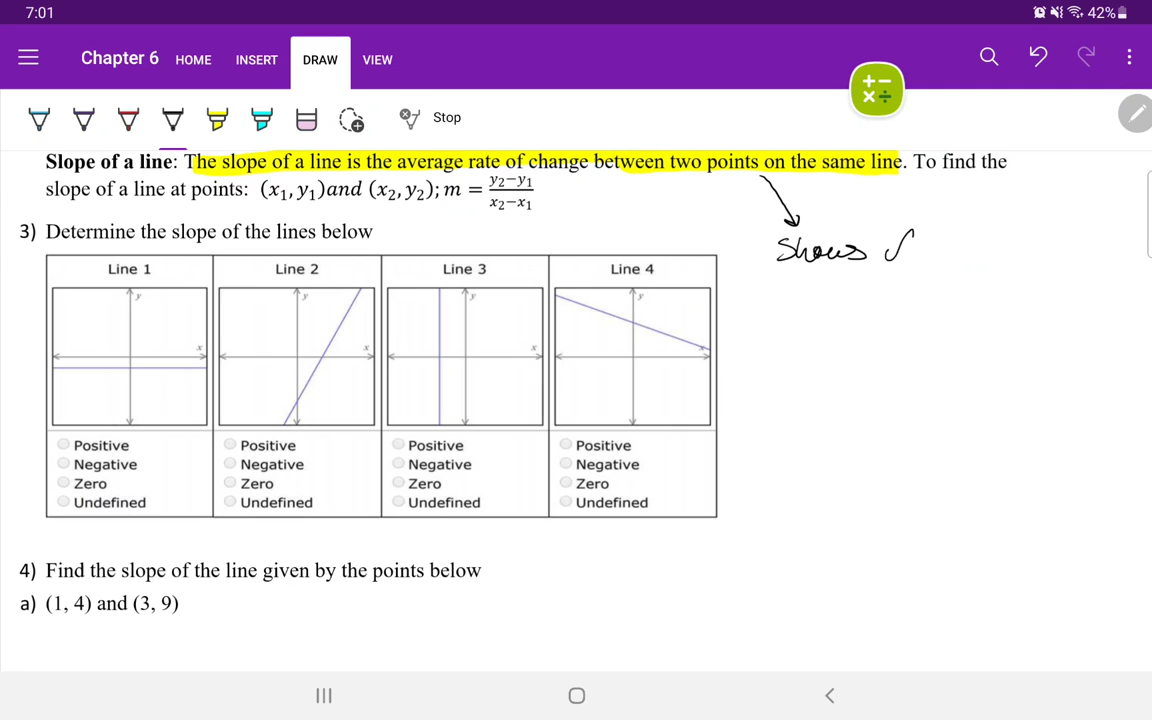 7:01
42%
Chapter 6 HOME INSERT DRAW VIEW
+− ×÷
Stop
Slope of a line: The slope of a line is the average rate of change between two points on the same line. To find the
slope of a line at points: (x₁, y₁)and (x₂, y₂); m = y₂−y₁ / x₂−x₁
Shows
3) Determine the slope of the lines below
Line 1 Line 2 Line 3 Line 4
y y y y
x x x x
Positive Positive Positive Positive
Negative Negative Negative Negative
Zero Zero Zero Zero
Undefined Undefined Undefined Undefined
4) Find the slope of the line given by the points below
a) (1, 4) and (3, 9)